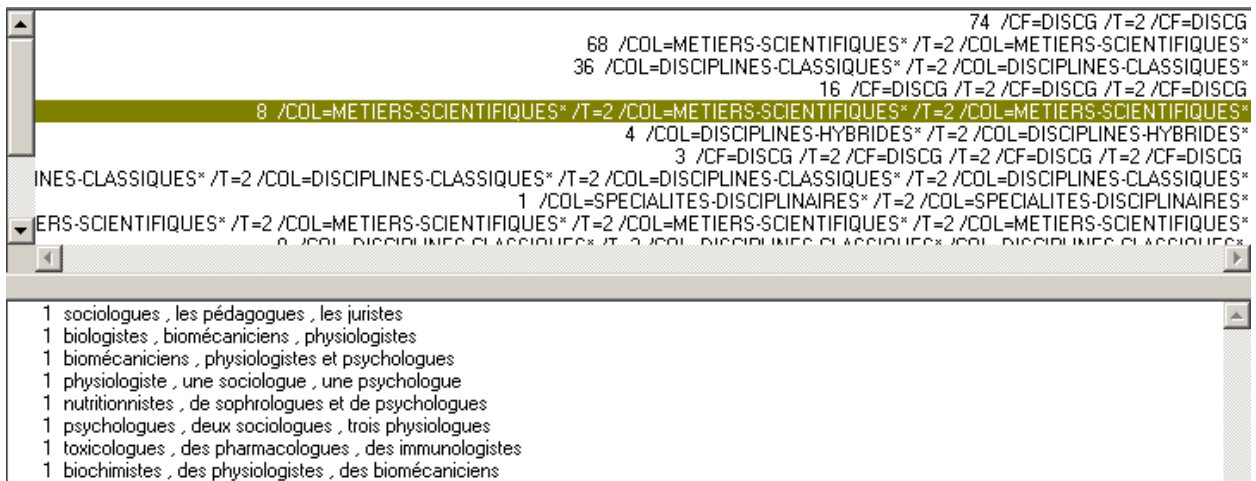 74 /CF=DISCG /T=2 /CF=DISCG
68 /COL=METIERS-SCIENTIFIQUES* /T=2 /COL=METIERS-SCIENTIFIQUES*
36 /COL=DISCIPLINES-CLASSIQUES* /T=2 /COL=DISCIPLINES-CLASSIQUES*
16 /CF=DISCG /T=2 /CF=DISCG /T=2 /CF=DISCG
8 /COL=METIERS-SCIENTIFIQUES* /T=2 /COL=METIERS-SCIENTIFIQUES* /T=2 /COL=METIERS-SCIENTIFIQUES*
4 /COL=DISCIPLINES-HYBRIDES* /T=2 /COL=DISCIPLINES-HYBRIDES*
3 /CF=DISCG /T=2 /CF=DISCG /T=2 /CF=DISCG /T=2 /CF=DISCG
INES-CLASSIQUES* /T=2 /COL=DISCIPLINES-CLASSIQUES* /T=2 /COL=DISCIPLINES-CLASSIQUES* /T=2 /COL=DISCIPLINES-CLASSIQUES*
1 /COL=SPECIALITES-DISCIPLINAIRES* /T=2 /COL=SPECIALITES-DISCIPLINAIRES*
ERS-SCIENTIFIQUES* /T=2 /COL=METIERS-SCIENTIFIQUES* /T=2 /COL=METIERS-SCIENTIFIQUES* /T=2 /COL=METIERS-SCIENTIFIQUES*
1 sociologues , les pédagogues , les juristes
1 biologistes , biomécaniciens , physiologistes
1 biomécaniciens , physiologistes et psychologues
1 physiologiste , une sociologue , une psychologue
1 nutritionnistes , de sophrologues et de psychologues
1 psychologues , deux sociologues , trois physiologues
1 toxicologues , des pharmacologues , des immunologistes
1 biochimistes , des physiologistes , des biomécaniciens